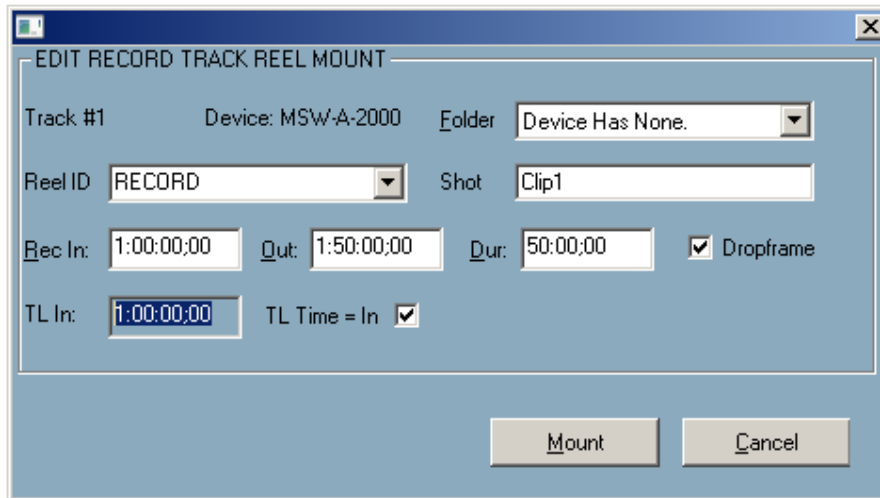 EDIT RECORD TRACK REEL MOUNT
Track #1 Device: MSW-A-2000 Folder Device Has None.
Reel ID RECORD Shot Clip1
Rec In: 1:00:00;00 Out: 1:50:00;00 Dur: 50:00;00 Dropframe
TL In: 1:00:00;00 TL Time = In
Mount Cancel